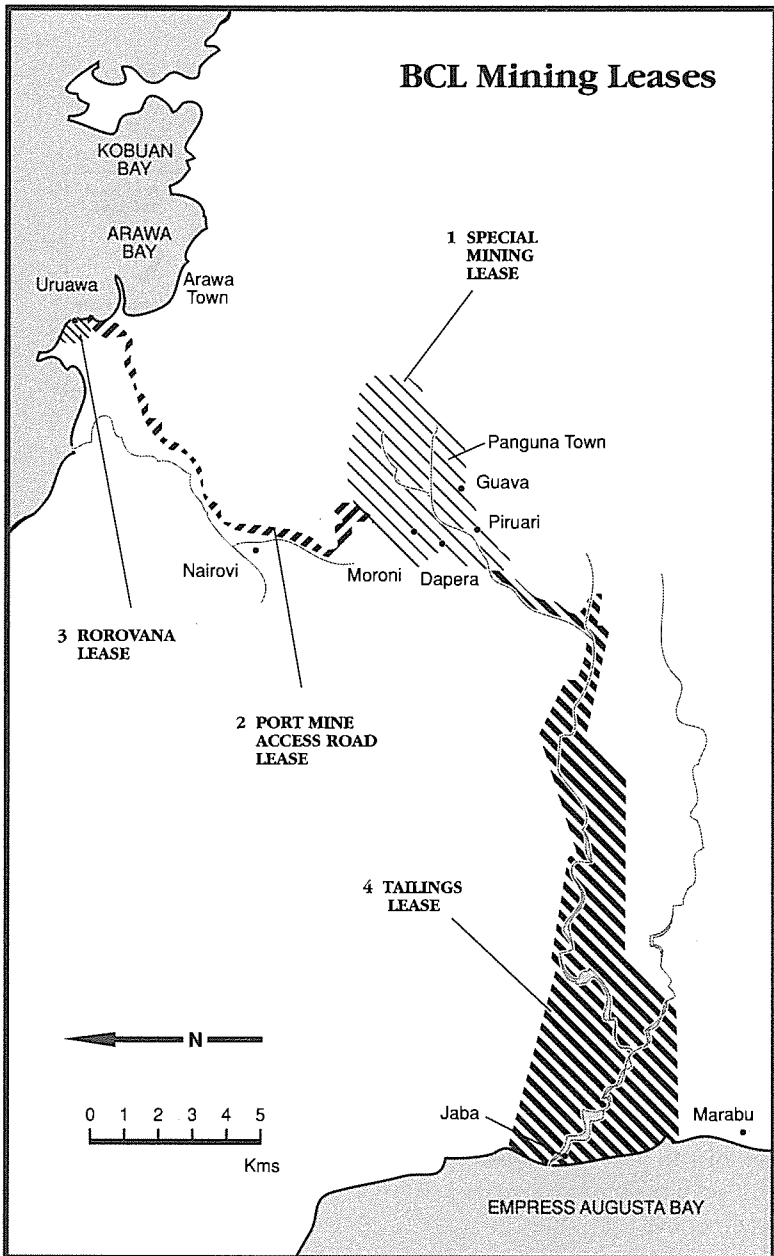 BCL Mining Leases
KOBUAN
BAY
ARAWA
BAY
Uruawa
Arawa
Town
1 SPECIAL
MINING
LEASE
Panguna Town
Guava
Piruari
Nairovi
Moroni
Dapera
3 ROROVANA
LEASE
2 PORT MINE
ACCESS ROAD
LEASE
4 TAILINGS
LEASE
N
0 1 2 3 4 5
Kms
Jaba
Marabu
EMPRESS AUGUSTA BAY